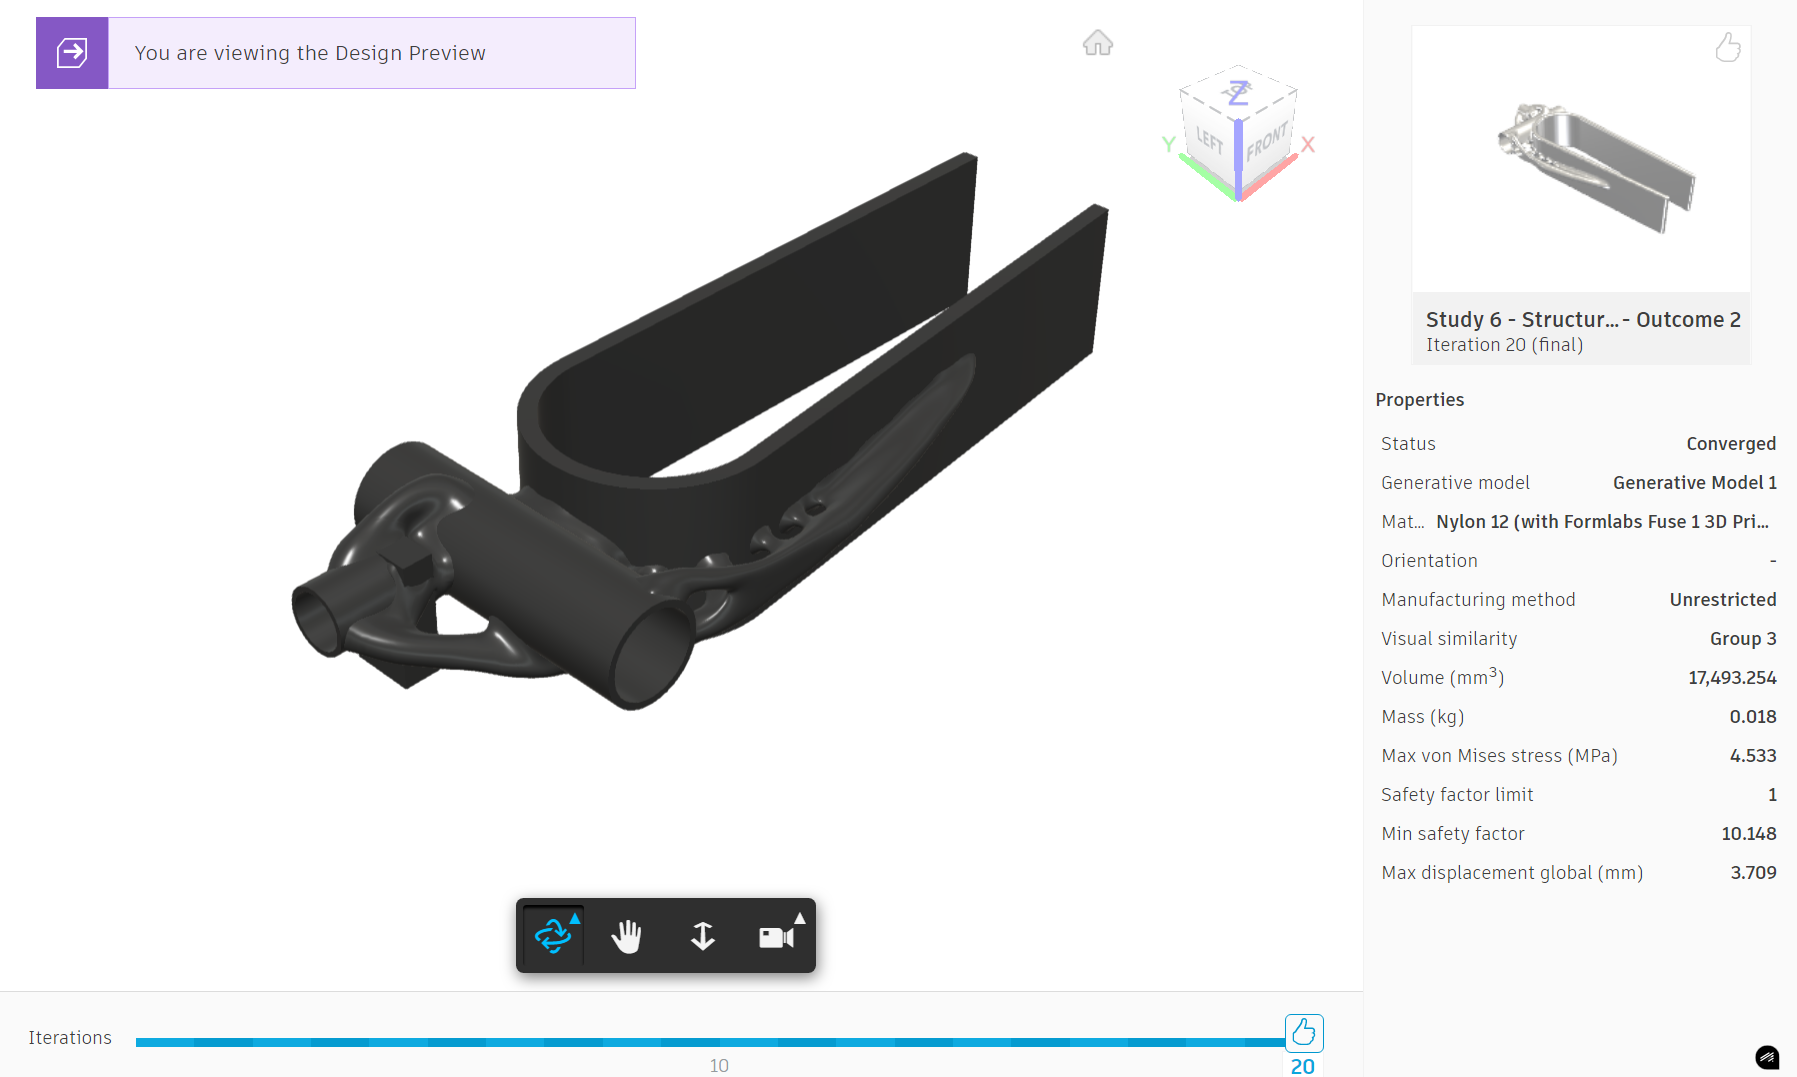 You are viewing the Design Preview
TOP
Z
LEFT
FRONT
Y
X
Study 6 - Structur... - Outcome 2
Iteration 20 (final)
Properties
Status Converged
Generative model Generative Model 1
Mat... Nylon 12 (with Formlabs Fuse 1 3D Pri...
Orientation -
Manufacturing method Unrestricted
Visual similarity Group 3
Volume (mm³) 17,493.254
Mass (kg) 0.018
Max von Mises stress (MPa) 4.533
Safety factor limit 1
Min safety factor 10.148
Max displacement global (mm) 3.709
Iterations
10
20